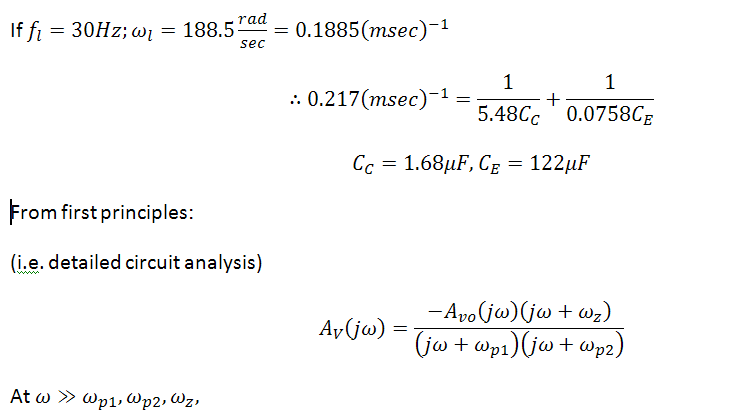 If f_l = 30Hz; ω_l = 188.5 rad/sec = 0.1885(msec)^−1
∴ 0.217(msec)^−1 = 1/(5.48C_C) + 1/(0.0758C_E)
C_C = 1.68μF, C_E = 122μF
From first principles:
(i.e. detailed circuit analysis)
A_V(jω) = −A_vo(jω)(jω + ω_z) / (jω + ω_p1)(jω + ω_p2)
At ω ≫ ω_p1, ω_p2, ω_z,